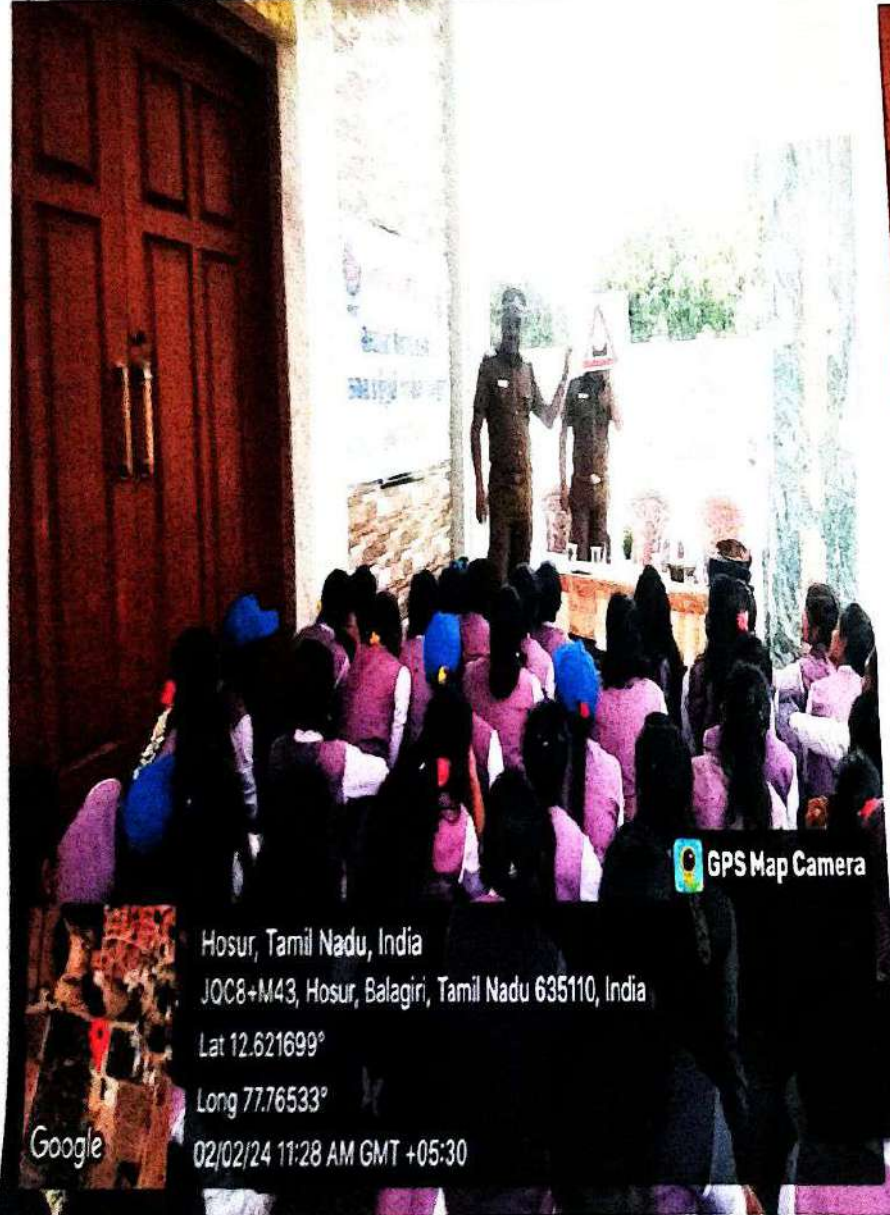 GPS Map Camera
Hosur, Tamil Nadu, India
JQC8+M43, Hosur, Balagiri, Tamil Nadu 635110, India
Lat 12.621699°
Long 77.76533°
02/02/24 11:28 AM GMT +05:30
Google